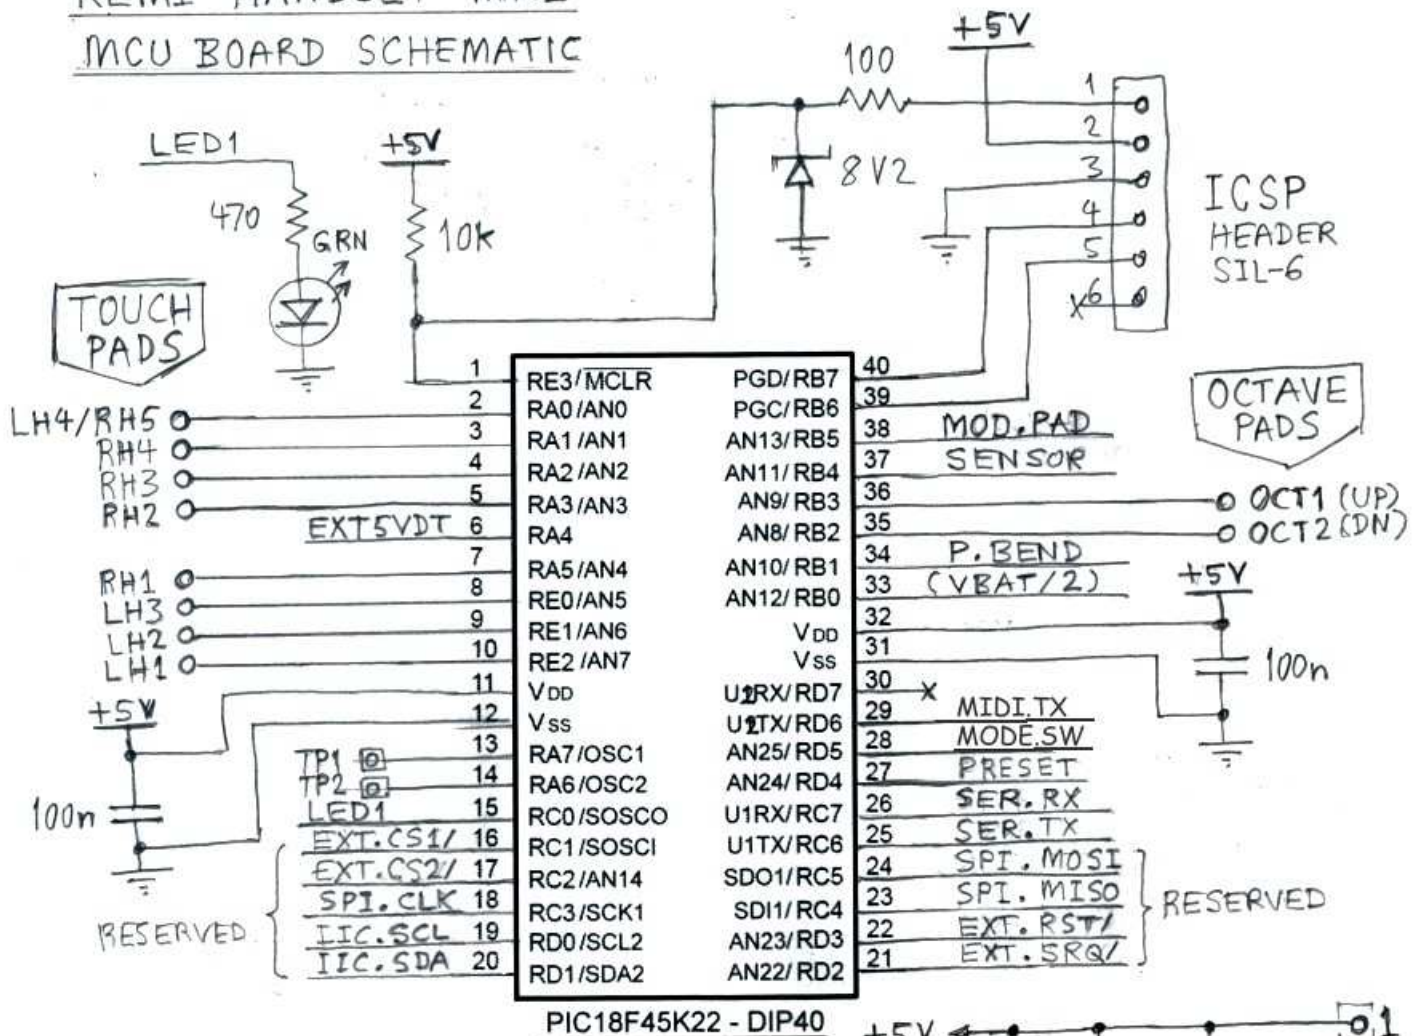 MCU BOARD SCHEMATIC
+5V
100
1
2
3
4
5
6
X
8V2
ICSP
HEADER
SIL-6
LED1
470
GRN
+5V
10k
TOUCH
PADS
OCTAVE
PADS
LH4/RH5
RH4
RH3
RH2
EXT5VDT
RH1
LH3
LH2
LH1
+5V
100n
TP1
TP2
LED1
EXT.CS1/
EXT.CS2/
SPI.CLK
IIC.SCL
IIC.SDA
RESERVED
1 RE3/MCLR
2 RA0/AN0
3 RA1/AN1
4 RA2/AN2
5 RA3/AN3
6 RA4
7 RA5/AN4
8 RE0/AN5
9 RE1/AN6
10 RE2/AN7
11 VDD
12 VSS
13 RA7/OSC1
14 RA6/OSC2
15 RC0/SOSCO
16 RC1/SOSCI
17 RC2/AN14
18 RC3/SCK1
19 RD0/SCL2
20 RD1/SDA2
PGD/RB7 40
PGC/RB6 39
AN13/RB5 38 MOD.PAD
AN11/RB4 37 SENSOR
AN9/RB3 36 OCT1 (UP)
AN8/RB2 35 OCT2 (DN)
AN10/RB1 34 P.BEND
AN12/RB0 33 (VBAT/2)
VDD 32
VSS 31
U2RX/RD7 30 X
U2TX/RD6 29 MIDI.TX
AN25/RD5 28 MODE.SW
AN24/RD4 27 PRESET
U1RX/RC7 26 SER.RX
U1TX/RC6 25 SER.TX
SDO1/RC5 24 SPI.MOSI
SDI1/RC4 23 SPI.MISO
AN23/RD3 22 EXT.RST/
AN22/RD2 21 EXT.SRQ/
RESERVED
+5V
100n
PIC18F45K22 - DIP40
+5V
1